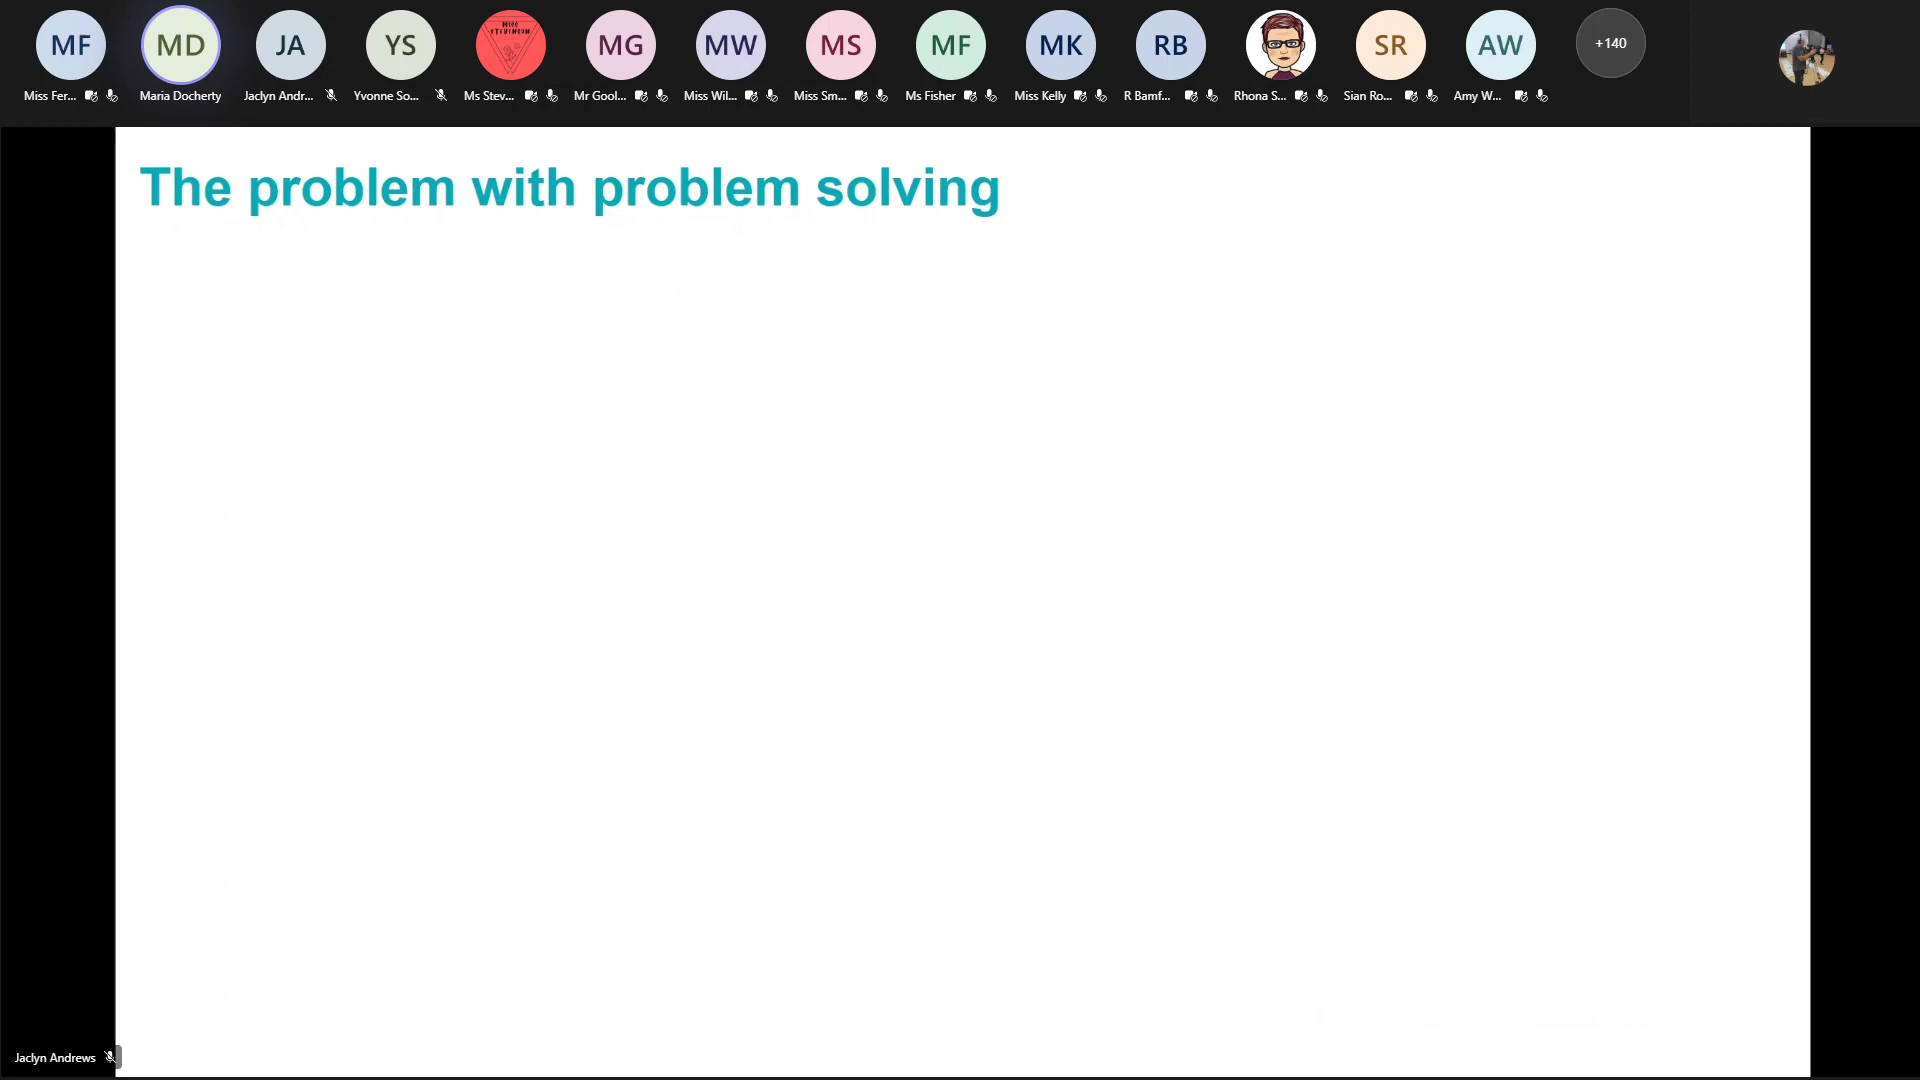 MF MD JA YS MISS STEVENSON MG MW MS MF MK RB SR AW +140
Miss Fer... Maria Docherty Jaclyn Andr... Yvonne So... Ms Stev... Mr Gool... Miss Wil... Miss Sm... Ms Fisher Miss Kelly R Bamf... Rhona S... Sian Ro... Amy W...
The problem with problem solving
Jaclyn Andrews